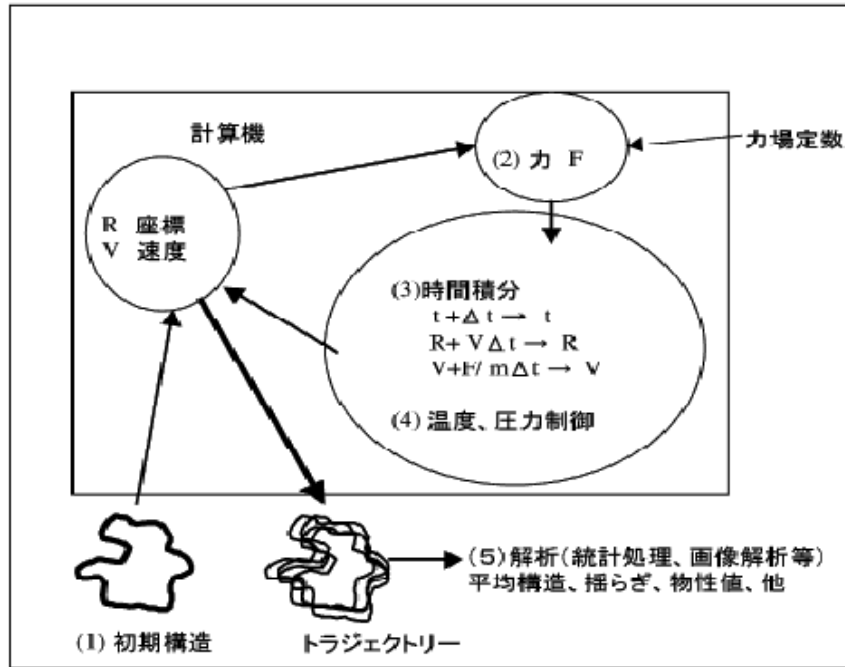 計算機
(2) 力 F
力場定数
R 座標
V 速度
(3)時間積分
t+Δt→ t
R+ VΔt→ R
V+F/ mΔt→ V
(4) 温度、圧力制御
(5)解析(統計処理、画像解析等)
平均構造、揺らぎ、物性値、他
(1) 初期構造
トラジェクトリー